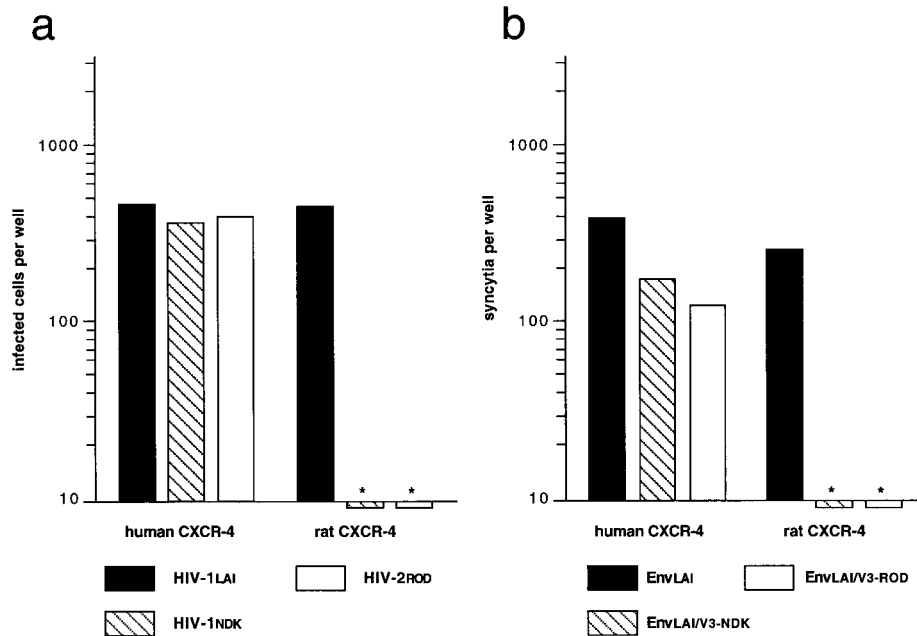 a
b
infected cells per well
1000
100
10
* *
human CXCR-4 rat CXCR-4
HIV-1LAI HIV-2ROD
HIV-1NDK
syncytia per well
1000
100
10
* *
human CXCR-4 rat CXCR-4
EnvLAI EnvLAI/V3-ROD
EnvLAI/V3-NDK